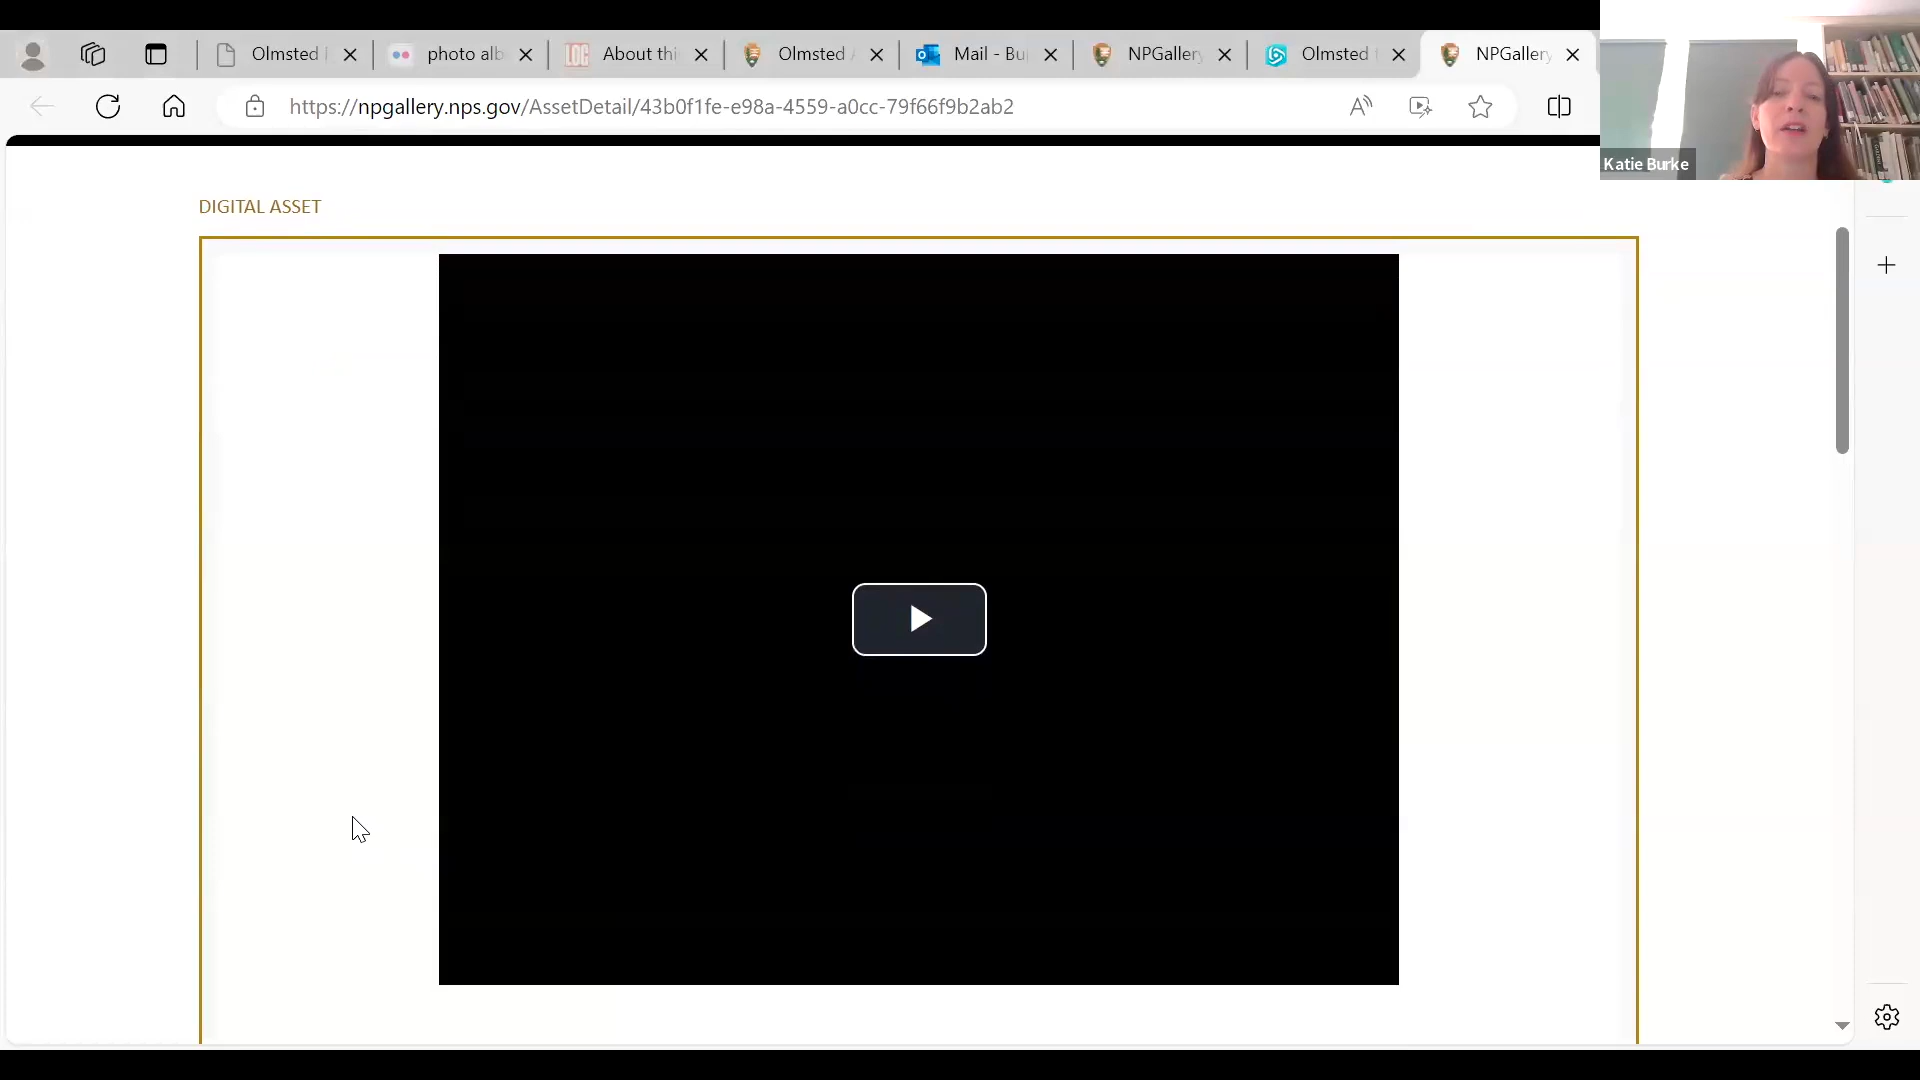 Olmsted
photo alb
About thi
Olmsted
Mail - Bu
NPGallery
Olmsted
NPGallery
https://npgallery.nps.gov/AssetDetail/43b0f1fe-e98a-4559-a0cc-79f66f9b2ab2
Katie Burke
DIGITAL ASSET